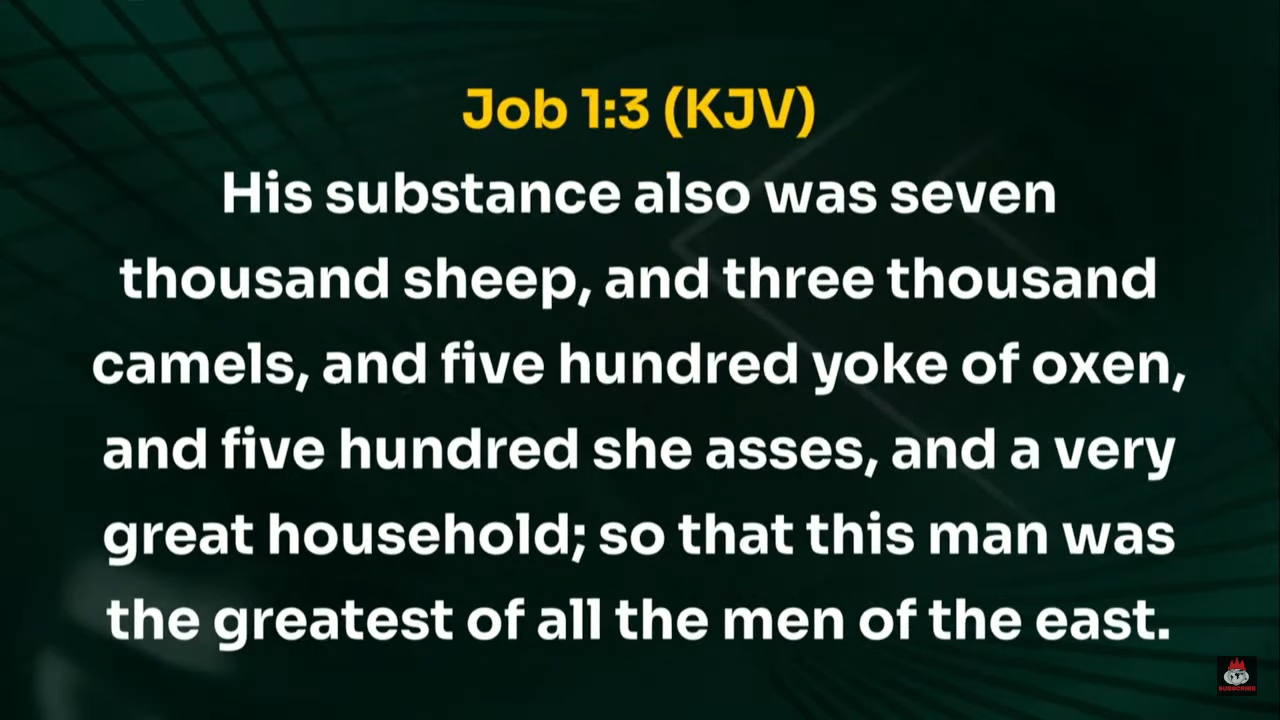 Job 1:3 (KJV)
His substance also was seven
thousand sheep, and three thousand
camels, and five hundred yoke of oxen,
and five hundred she asses, and a very
great household; so that this man was
the greatest of all the men of the east.
SUBSCRIBE